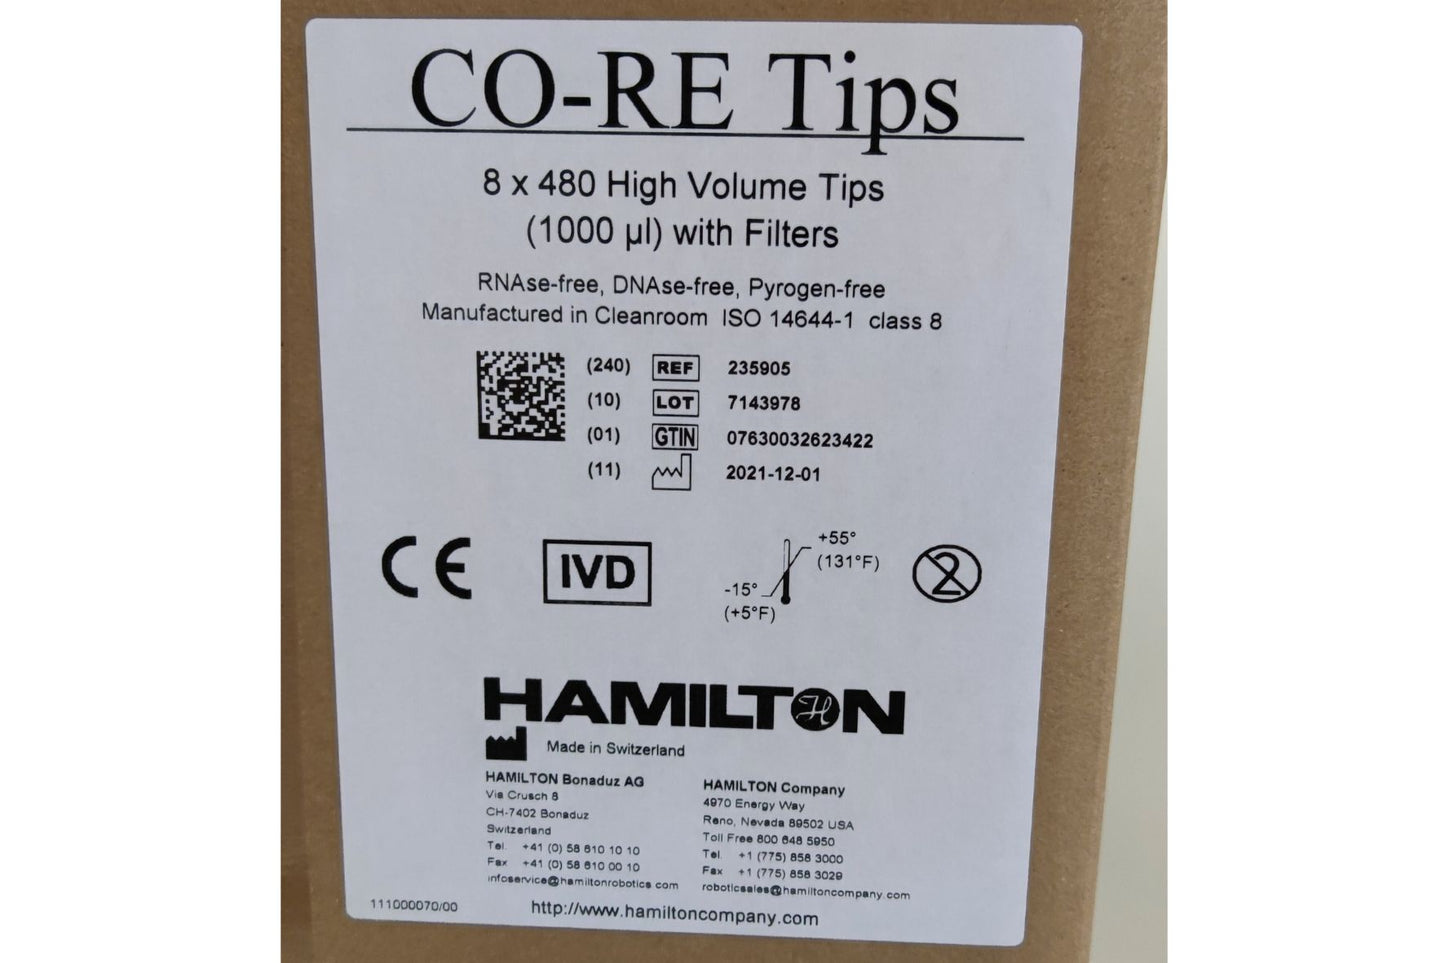 CO-RE Tips
8 x 480 High Volume Tips
(1000 µl) with Filters
RNAse-free, DNAse-free, Pyrogen-free
Manufactured in Cleanroom ISO 14644-1 class 8
(240) REF 235905
(10) LOT 7143978
(01) GTIN 07630032623422
(11) 2021-12-01
+55°
(131°F)
CE IVD -15° 2
(+5°F)
HAMILTON
Made in Switzerland
HAMILTON Bonaduz AG
Via Crusch 8
CH-7402 Bonaduz
Switzerland
Tel. +41 (0) 58 610 10 10
Fax +41 (0) 58 610 00 10
infoservice@hamiltonrobotics.com
HAMILTON Company
4970 Energy Way
Reno, Nevada 89502 USA
Toll Free 800 648 5950
Tel. +1 (775) 858 3000
Fax +1 (775) 858 3029
roboticsales@hamiltoncompany.com
111000070/00
http://www.hamiltoncompany.com